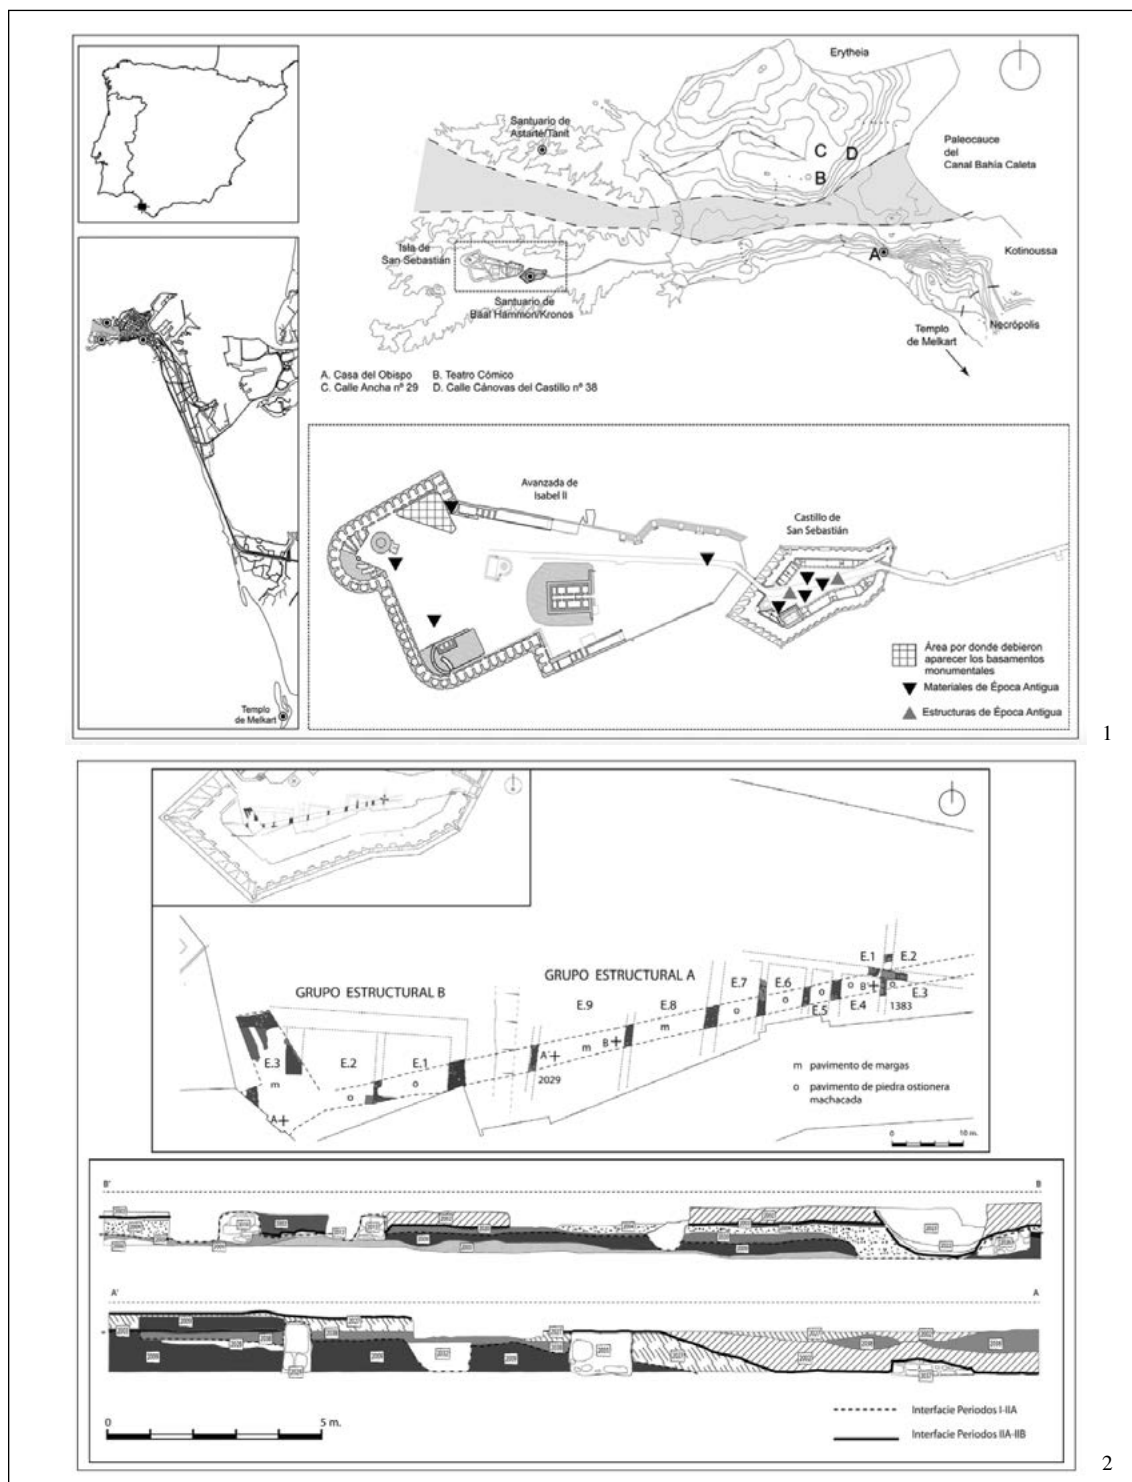 Erytheia
Santuario de
Astarté/Tanit
C
D
B
Paleocauce
del
Canal Bahía Caleta
Isla de
San Sebastián
A
Kotinoussa
Santuario de
Baal Hammon/Kronos
Templo
de Melkart
Necrópolis
A. Casa del Obispo B. Teatro Cómico
C. Calle Ancha nº 29 D. Calle Cánovas del Castillo nº 38
Templo
de Melkart
Avanzada de
Isabel II
Castillo de
San Sebastián
Área por donde debieron
aparecer los basamentos
monumentales
Materiales de Época Antigua
Estructuras de Época Antigua
1
GRUPO ESTRUCTURAL B
GRUPO ESTRUCTURAL A
E.1 E.2
E.7 E.6
E.9 E.8
E.5 E.4 E.3
B'
1383
E.3 E.2 E.1
m
o
o
m
m
o
o
o
o
o
A'
B
2029
A
m pavimento de margas
o pavimento de piedra ostionera
machacada
0 10 m.
B' B
A' A
0 5 m.
Interfacie Periodos I-IIA
Interfacie Periodos IIA-IIB
2